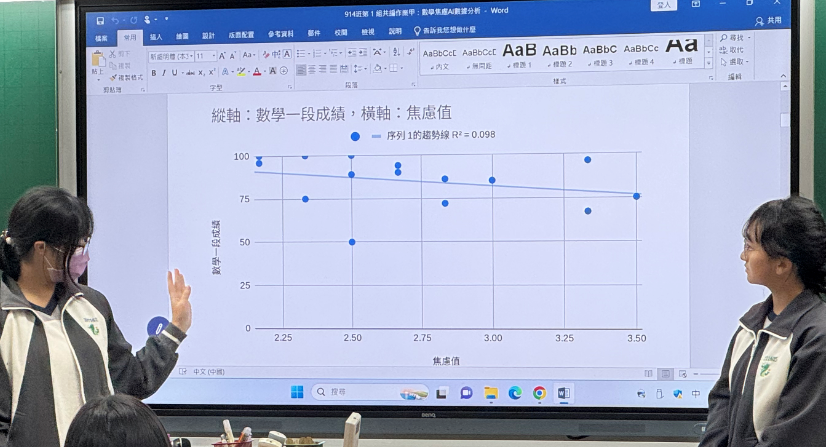 914班第1組共編作圈甲：數學焦慮AI數據分析 - Word
登入
檔案 常用 插入 繪圖 設計 版面配置 參考資料 郵件 校閱 檢視 說明 告訴我您想做什麼
共用
貼上
剪下
複製
複製格式
剪貼簿
新細明體 (本 11
B I U abc x, x²
字型
段落
AaBbCcE AaBbCcE AaB AaBb AaBbC AaBbCc Aa
內文 無間距 標題 1 標題 2 標題 3 標題 4 標題
樣式
尋找
取代
選取
編輯
縱軸：數學一段成績，橫軸：焦慮值
序列 1的趨勢線 R² = 0.098
100
75
50
25
0
數學一段成績
2.25 2.50 2.75 3.00 3.25 3.50
焦慮值
中文 (中國)
搜尋
中
BenQ